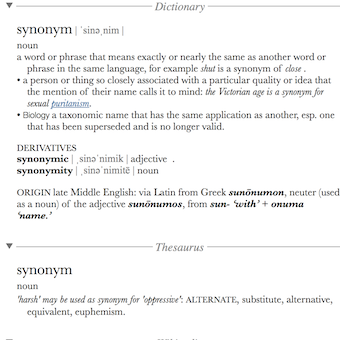 Dictionary
synonym | ˈsinəˌnim |
noun
a word or phrase that means exactly or nearly the same as another word or
phrase in the same language, for example shut is a synonym of close .
• a person or thing so closely associated with a particular quality or idea that
the mention of their name calls it to mind: the Victorian age is a synonym for
sexual puritanism.
• Biology a taxonomic name that has the same application as another, esp. one
that has been superseded and is no longer valid.
DERIVATIVES
synonymic | ˌsinəˈnimik | adjective .
synonymity | ˌsinəˈnimitē | noun
ORIGIN late Middle English: via Latin from Greek sunōnumon, neuter (used
as a noun) of the adjective sunōnumos, from sun- ‘with’ + onuma
‘name.’
Thesaurus
synonym
noun
'harsh' may be used as synonym for 'oppressive': ALTERNATE, substitute, alternative,
equivalent, euphemism.